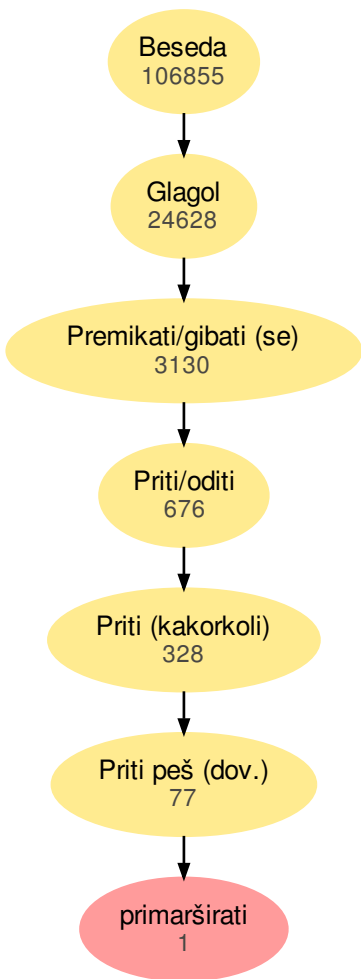 Beseda
106855
Glagol
24628
Premikati/gibati (se)
3130
Priti/oditi
676
Priti (kakorkoli)
328
Priti peš (dov.)
77
primarširati
1